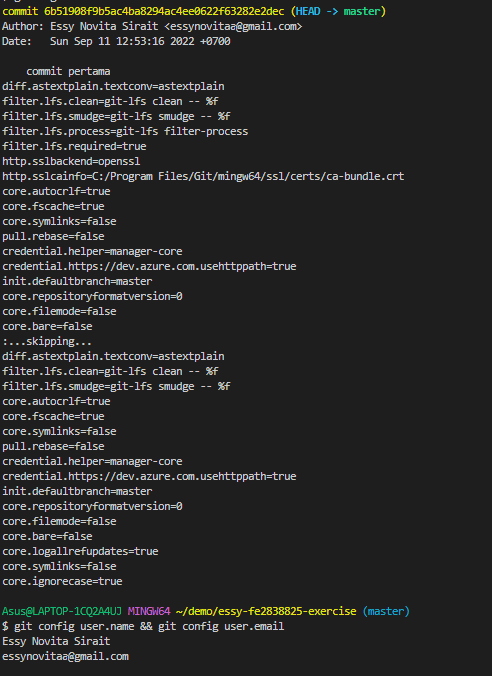 commit 6b51908f9b5ac4ba8294ac4ee0622f63282e2dec (HEAD -> master)
Author: Essy Novita Sirait <essynovitaa@gmail.com>
Date:   Sun Sep 11 12:53:16 2022 +0700

    commit pertama
diff.astextplain.textconv=astextplain
filter.lfs.clean=git-lfs clean -- %f
filter.lfs.smudge=git-lfs smudge -- %f
filter.lfs.process=git-lfs filter-process
filter.lfs.required=true
http.sslbackend=openssl
http.sslcainfo=C:/Program Files/Git/mingw64/ssl/certs/ca-bundle.crt
core.autocrlf=true
core.fscache=true
core.symlinks=false
pull.rebase=false
credential.helper=manager-core
credential.https://dev.azure.com.usehttppath=true
init.defaultbranch=master
core.repositoryformatversion=0
core.filemode=false
core.bare=false
:...skipping...
diff.astextplain.textconv=astextplain
filter.lfs.clean=git-lfs clean -- %f
filter.lfs.smudge=git-lfs smudge -- %f
core.autocrlf=true
core.fscache=true
core.symlinks=false
pull.rebase=false
credential.helper=manager-core
credential.https://dev.azure.com.usehttppath=true
init.defaultbranch=master
core.repositoryformatversion=0
core.filemode=false
core.bare=false
core.logallrefupdates=true
core.symlinks=false
core.ignorecase=true

Asus@LAPTOP-1CQ2A4UJ MINGW64 ~/demo/essy-fe2838825-exercise (master)
$ git config user.name && git config user.email
Essy Novita Sirait
essynovitaa@gmail.com